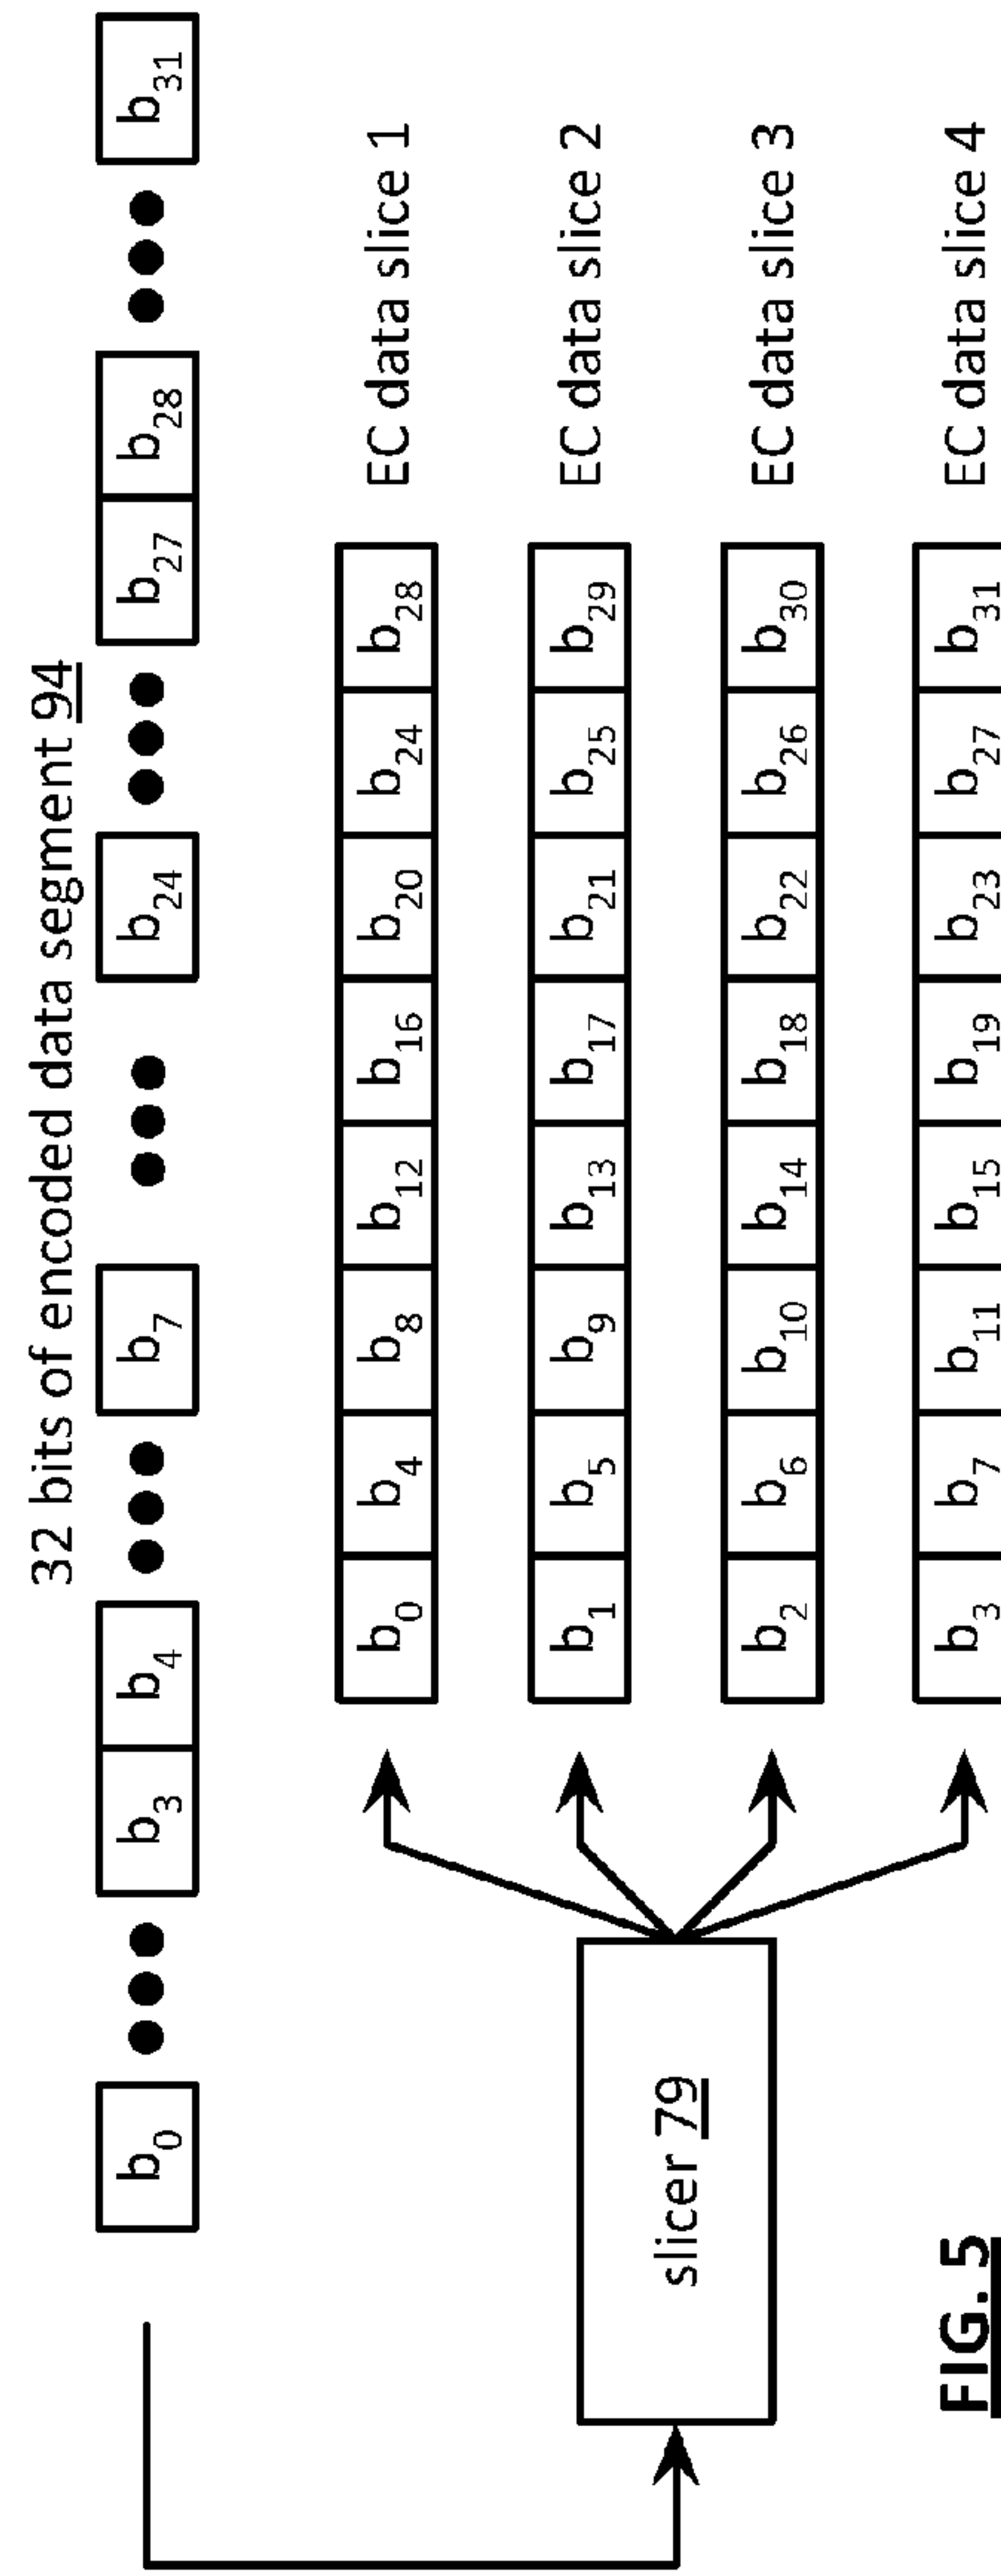 32 bits of encoded data segment 94
b0 ●●● b3 b4 ●●● b7 ●●● b24 ●●● b27 b28 ●●● b31
b0 b4 b8 b12 b16 b20 b24 b28 EC data slice 1
b1 b5 b9 b13 b17 b21 b25 b29 EC data slice 2
slicer 79
b2 b6 b10 b14 b18 b22 b26 b30 EC data slice 3
b3 b7 b11 b15 b19 b23 b27 b31 EC data slice 4
FIG. 5